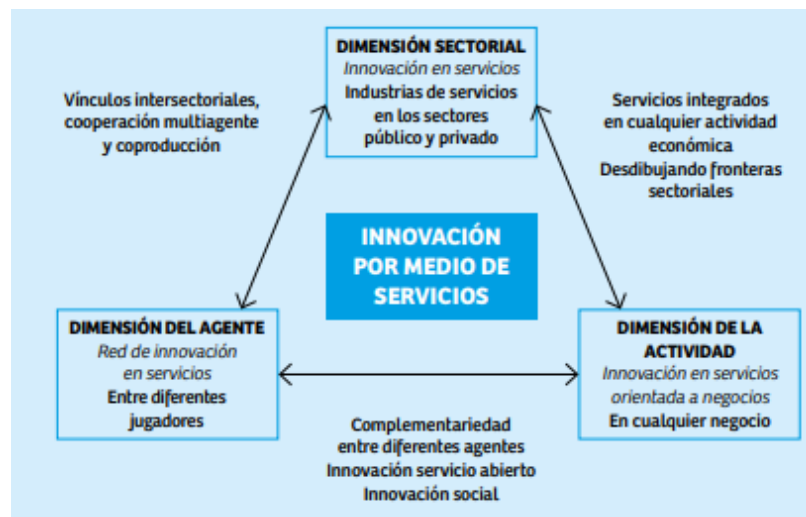 DIMENSIÓN SECTORIAL
Innovación en servicios
Industrias de servicios
en los sectores
público y privado
Vínculos intersectoriales,
cooperación multiagente
y coproducción
Servicios integrados
en cualquier actividad
económica
Desdibujando fronteras
sectoriales
INNOVACIÓN
POR MEDIO DE
SERVICIOS
DIMENSIÓN DEL AGENTE
Red de innovación
en servicios
Entre diferentes
jugadores
DIMENSIÓN DE LA
ACTIVIDAD
Innovación en servicios
orientada a negocios
En cualquier negocio
Complementariedad
entre diferentes agentes
Innovación servicio abierto
Innovación social